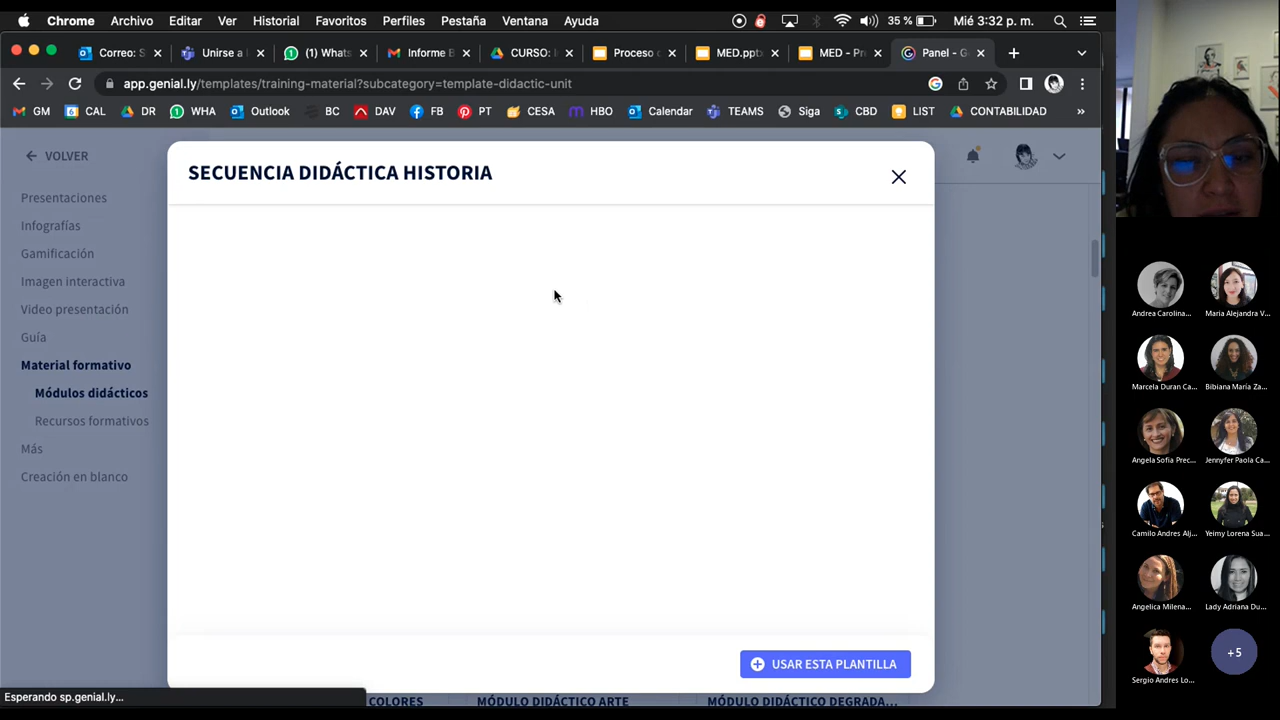 Chrome Archivo Editar Ver Historial Favoritos Perfiles Pestaña Ventana Ayuda 35 % Mié 3:32 p. m.
Correo: S Unirse a (1) Whats Informe B CURSO: I Proceso MED.ppt MED - Pr Panel - G
app.genial.ly/templates/training-material?subcategory=template-didactic-unit
GM CAL DR WHA Outlook BC DAV FB PT CESA HBO Calendar TEAMS Siga CBD LIST CONTABILIDAD »
VOLVER
SECUENCIA DIDÁCTICA HISTORIA
Presentaciones
Infografías
Gamificación
Imagen interactiva
Video presentación
Guía
Material formativo
Módulos didácticos
Recursos formativos
Más
Creación en blanco
USAR ESTA PLANTILLA
Esperando sp.genial.ly...
COLORES MÓDULO DIDÁCTICO ARTE MÓDULO DIDÁCTICO DEGRADA...
Andrea Carolina... Maria Alejandra V...
Marcela Duran Ca... Bibiana María Za...
Angela Sofia Prec... Jennyfer Paola Ca...
Camilo Andres Alj... Yeimy Lorena Sua...
Angelica Milena... Lady Adriana Du...
Sergio Andres Lo... +5